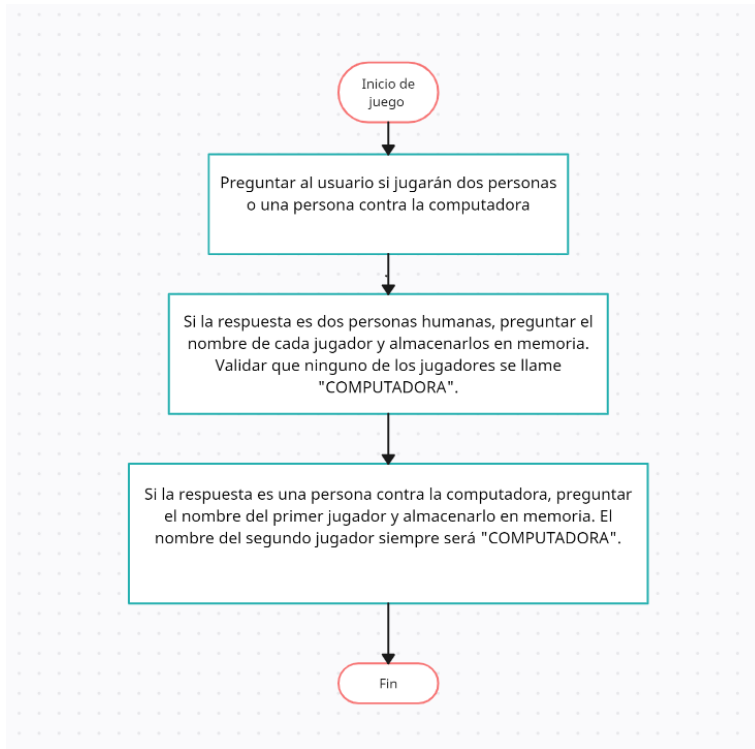 Inicio de
juego
Preguntar al usuario si jugarán dos personas
o una persona contra la computadora
Si la respuesta es dos personas humanas, preguntar el
nombre de cada jugador y almacenarlos en memoria.
Validar que ninguno de los jugadores se llame
"COMPUTADORA".
Si la respuesta es una persona contra la computadora, preguntar
el nombre del primer jugador y almacenarlo en memoria. El
nombre del segundo jugador siempre será "COMPUTADORA".
Fin